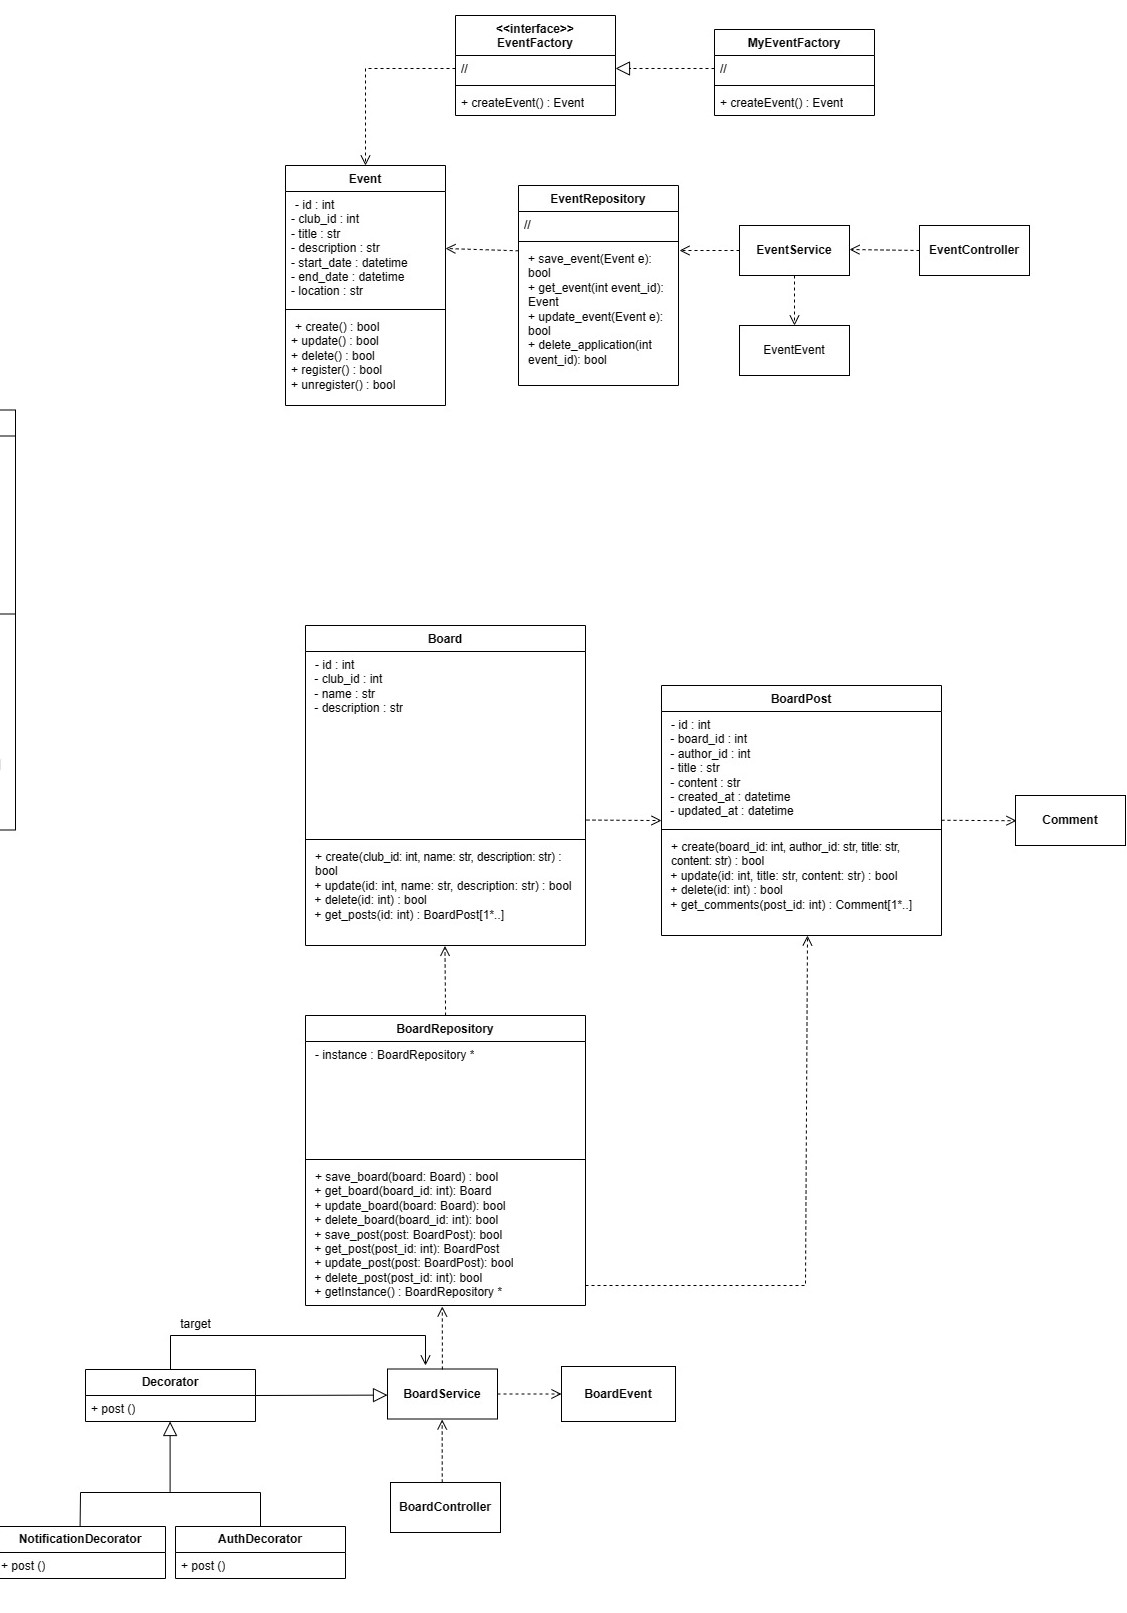 <<interface>>
EventFactory
//
+ createEvent() : Event
MyEventFactory
//
+ createEvent() : Event
Event
- id : int
- club_id : int
- title : str
- description : str
- start_date : datetime
- end_date : datetime
- location : str
+ create() : bool
+ update() : bool
+ delete() : bool
+ register() : bool
+ unregister() : bool
EventRepository
//
+ save_event(Event e):
bool
+ get_event(int event_id):
Event
+ update_event(Event e):
bool
+ delete_application(int
event_id): bool
EventService
EventController
EventEvent
Board
- id : int
- club_id : int
- name : str
- description : str
+ create(club_id: int, name: str, description: str) :
bool
+ update(id: int, name: str, description: str) : bool
+ delete(id: int) : bool
+ get_posts(id: int) : BoardPost[1*..]
BoardPost
- id : int
- board_id : int
- author_id : int
- title : str
- content : str
- created_at : datetime
- updated_at : datetime
+ create(board_id: int, author_id: str, title: str,
content: str) : bool
+ update(id: int, title: str, content: str) : bool
+ delete(id: int) : bool
+ get_comments(post_id: int) : Comment[1*..]
Comment
BoardRepository
- instance : BoardRepository *
+ save_board(board: Board) : bool
+ get_board(board_id: int): Board
+ update_board(board: Board): bool
+ delete_board(board_id: int): bool
+ save_post(post: BoardPost): bool
+ get_post(post_id: int): BoardPost
+ update_post(post: BoardPost): bool
+ delete_post(post_id: int): bool
+ getInstance() : BoardRepository *
target
Decorator
+ post ()
BoardService
BoardEvent
BoardController
NotificationDecorator
+ post ()
AuthDecorator
+ post ()